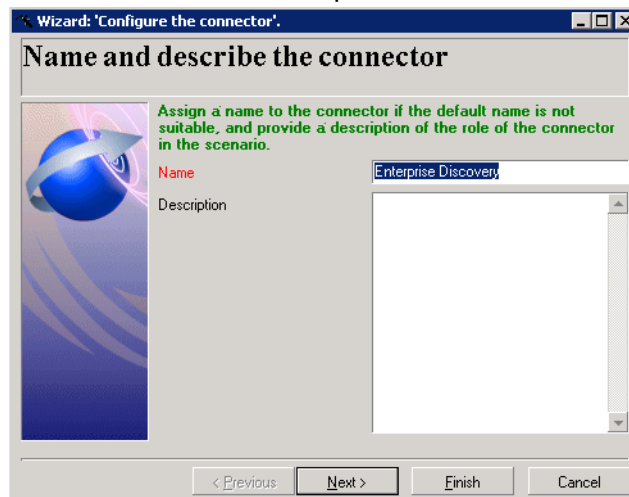 Wizard: 'Configure the connector'.
Name and describe the connector
Assign a name to the connector if the default name is not
suitable, and provide a description of the role of the connector
in the scenario.
Name
Enterprise Discovery
Description
< Previous
Next >
Finish
Cancel